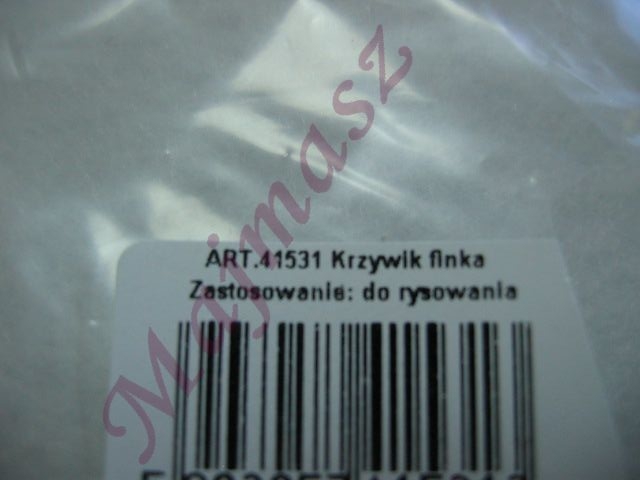 Majmasz
ART.41531 Krzywik finka
Zastosowanie: do rysowania